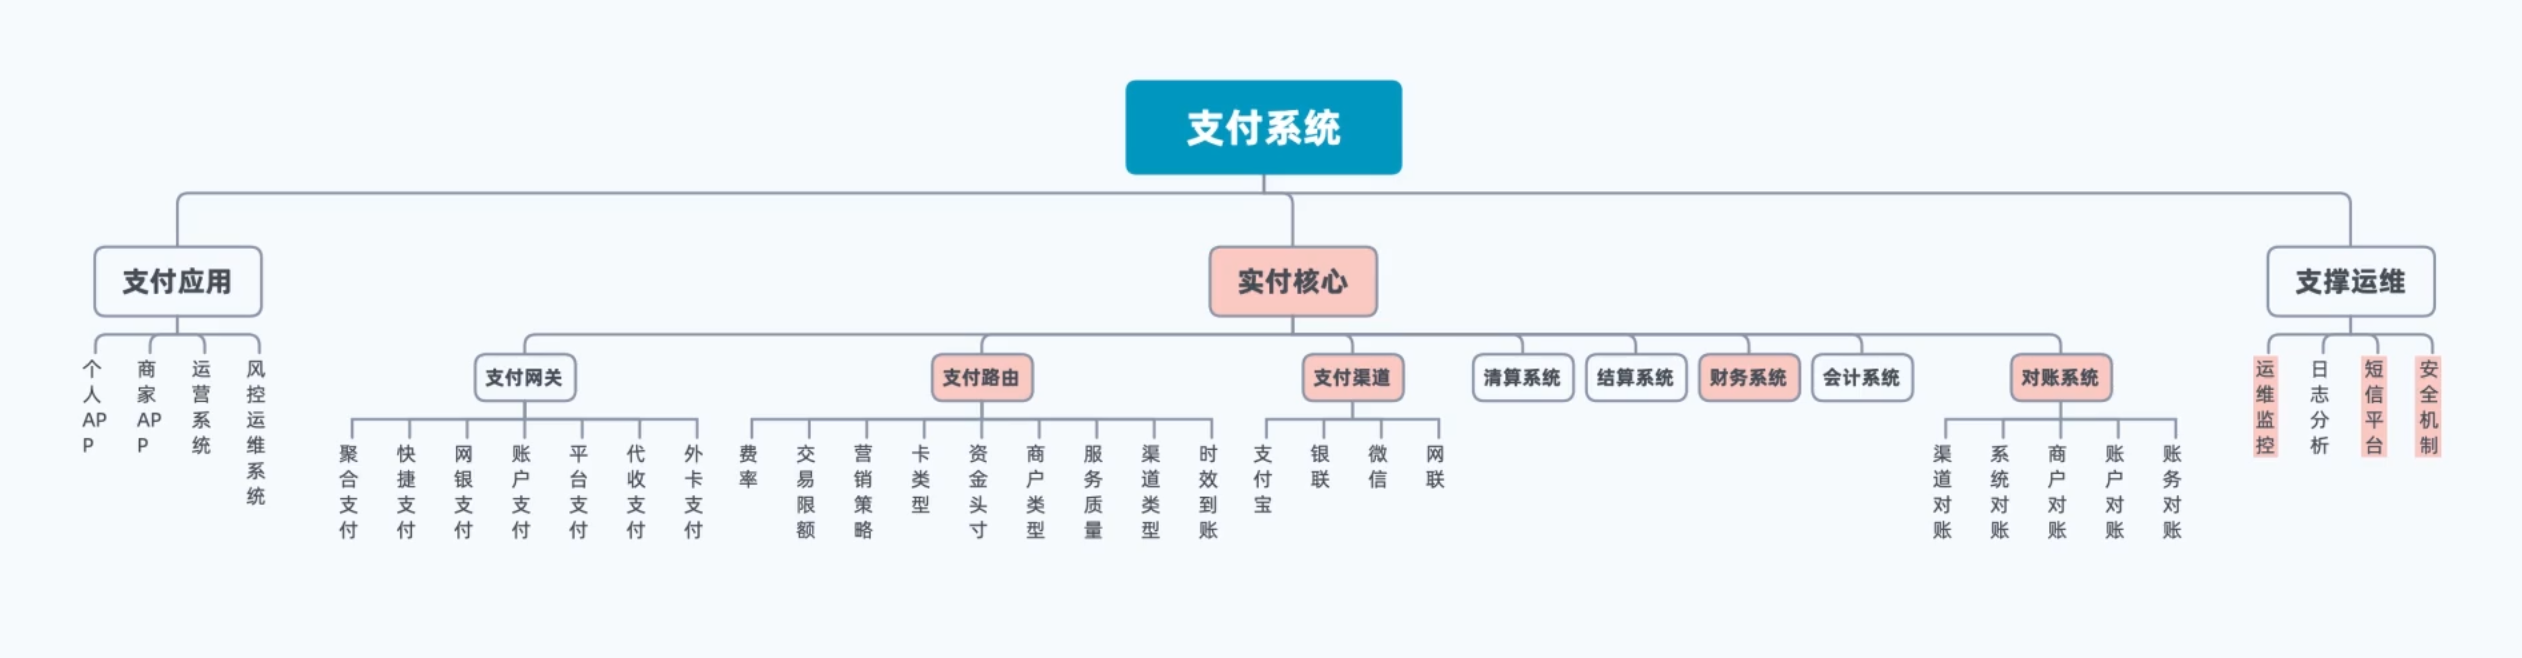 支付系统
支付应用
实付核心
支撑运维
个人APP
商家APP
运营系统
风控运维系统
支付网关
支付路由
支付渠道
清算系统
结算系统
财务系统
会计系统
对账系统
运维监控
日志分析
短信平台
安全机制
聚合支付
快捷支付
网银支付
账户支付
平台支付
代收支付
外卡支付
费率
交易限额
营销策略
卡类型
资金头寸
商户类型
服务质量
渠道类型
时效到账
支付宝
银联
微信
网联
渠道对账
系统对账
商户对账
账户对账
账务对账